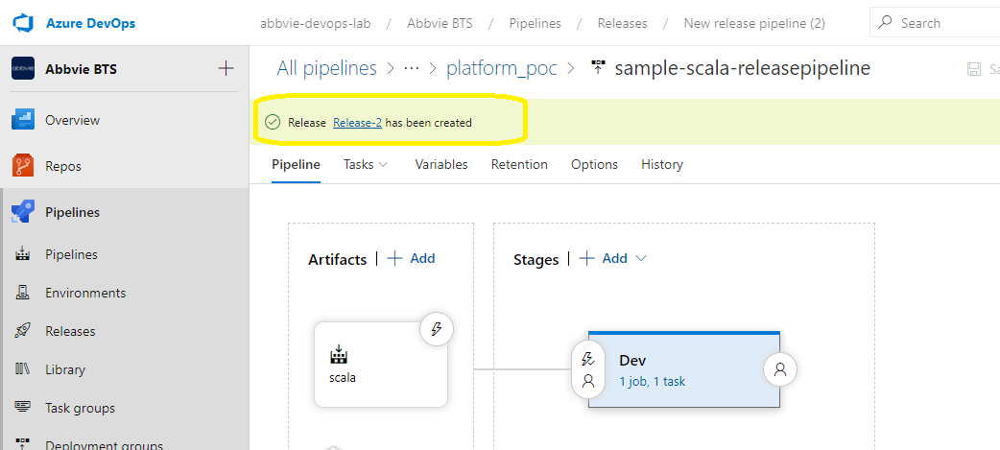 Azure DevOps
abbvie-devops-lab / Abbvie BTS / Pipelines / Releases / New release pipeline (2)
Search
abbvie
Abbvie BTS
All pipelines > ··· > platform_poc > sample-scala-releasepipeline
Release Release-2 has been created
Overview
Repos
Pipelines
Pipelines
Environments
Releases
Library
Task groups
Deployment groups
Pipeline Tasks Variables Retention Options History
Artifacts | + Add
Stages | + Add
scala
Dev
1 job, 1 task